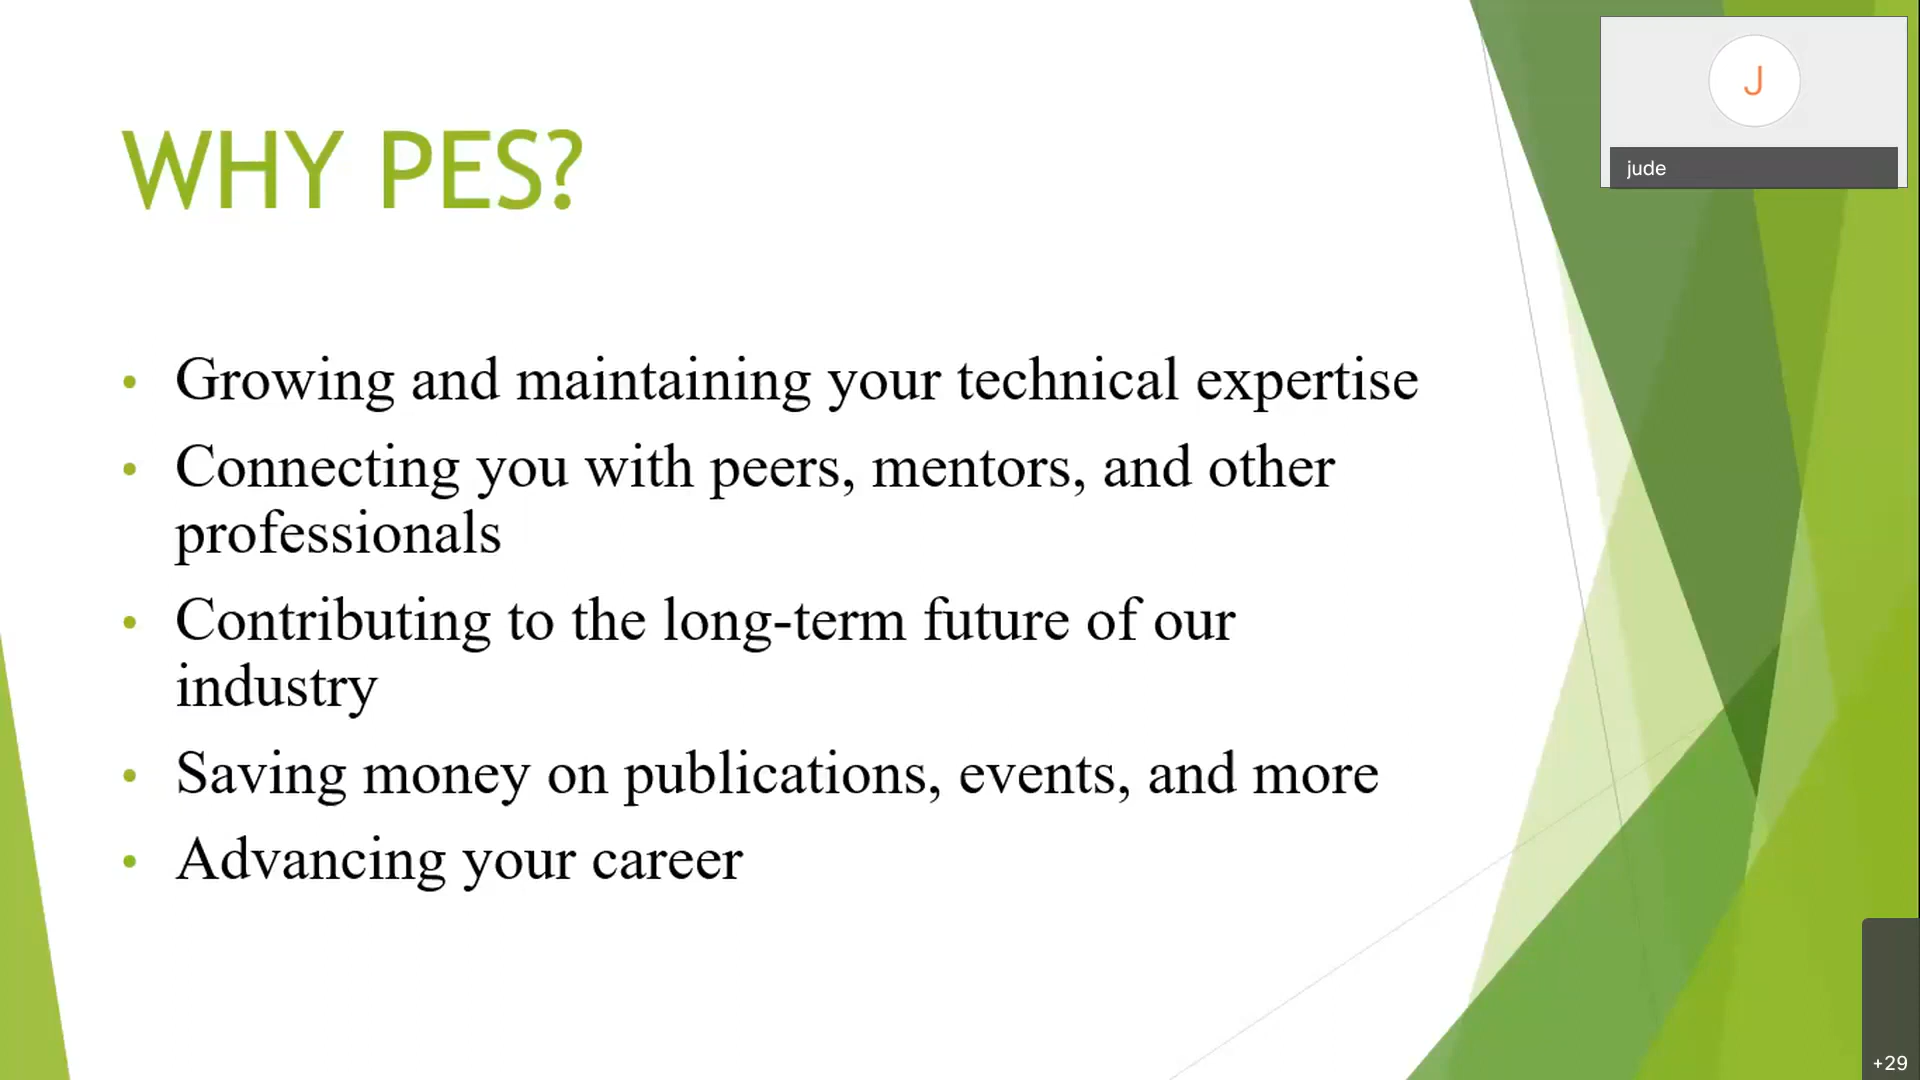 WHY PES?
J
jude
• Growing and maintaining your technical expertise
• Connecting you with peers, mentors, and other
professionals
• Contributing to the long-term future of our
industry
• Saving money on publications, events, and more
• Advancing your career
+29